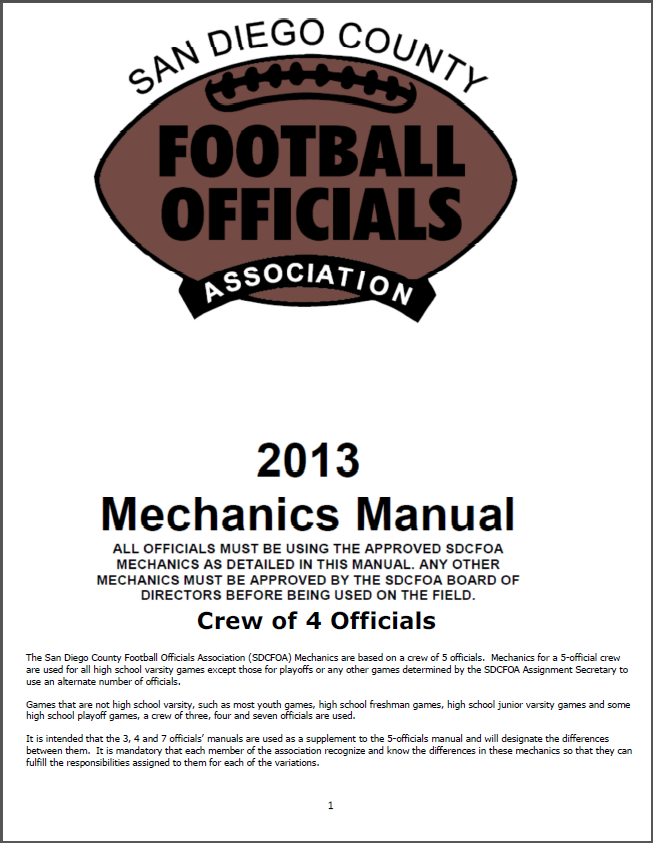 SAN DIEGO COUNTY
FOOTBALL
OFFICIALS
ASSOCIATION
2013
Mechanics Manual
ALL OFFICIALS MUST BE USING THE APPROVED SDCFOA
MECHANICS AS DETAILED IN THIS MANUAL. ANY OTHER
MECHANICS MUST BE APPROVED BY THE SDCFOA BOARD OF
DIRECTORS BEFORE BEING USED ON THE FIELD.
Crew of 4 Officials
The San Diego County Football Officials Association (SDCFOA) Mechanics are based on a crew of 5 officials.  Mechanics for a 5-official crew
are used for all high school varsity games except those for playoffs or any other games determined by the SDCFOA Assignment Secretary to
use an alternate number of officials.
Games that are not high school varsity, such as most youth games, high school freshman games, high school junior varsity games and some
high school playoff games, a crew of three, four and seven officials are used.
It is intended that the 3, 4 and 7 officials’ manuals are used as a supplement to the 5-officials manual and will designate the differences
between them.  It is mandatory that each member of the association recognize and know the differences in these mechanics so that they can
fulfill the responsibilities assigned to them for each of the variations.
1